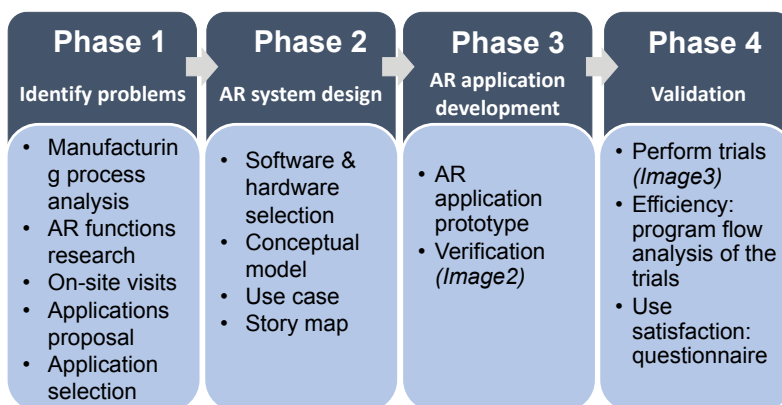 Phase 1
Identify problems
• Manufacturin
g process
analysis
• AR functions
research
• On-site visits
• Applications
proposal
• Application
selection
Phase 2
AR system design
• Software &
hardware
selection
• Conceptual
model
• Use case
• Story map
Phase 3
AR application
development
• AR
application
prototype
• Verification
(Image2)
Phase 4
Validation
• Perform trials
(Image3)
• Efficiency:
program flow
analysis of the
trials
• Use
satisfaction:
questionnaire